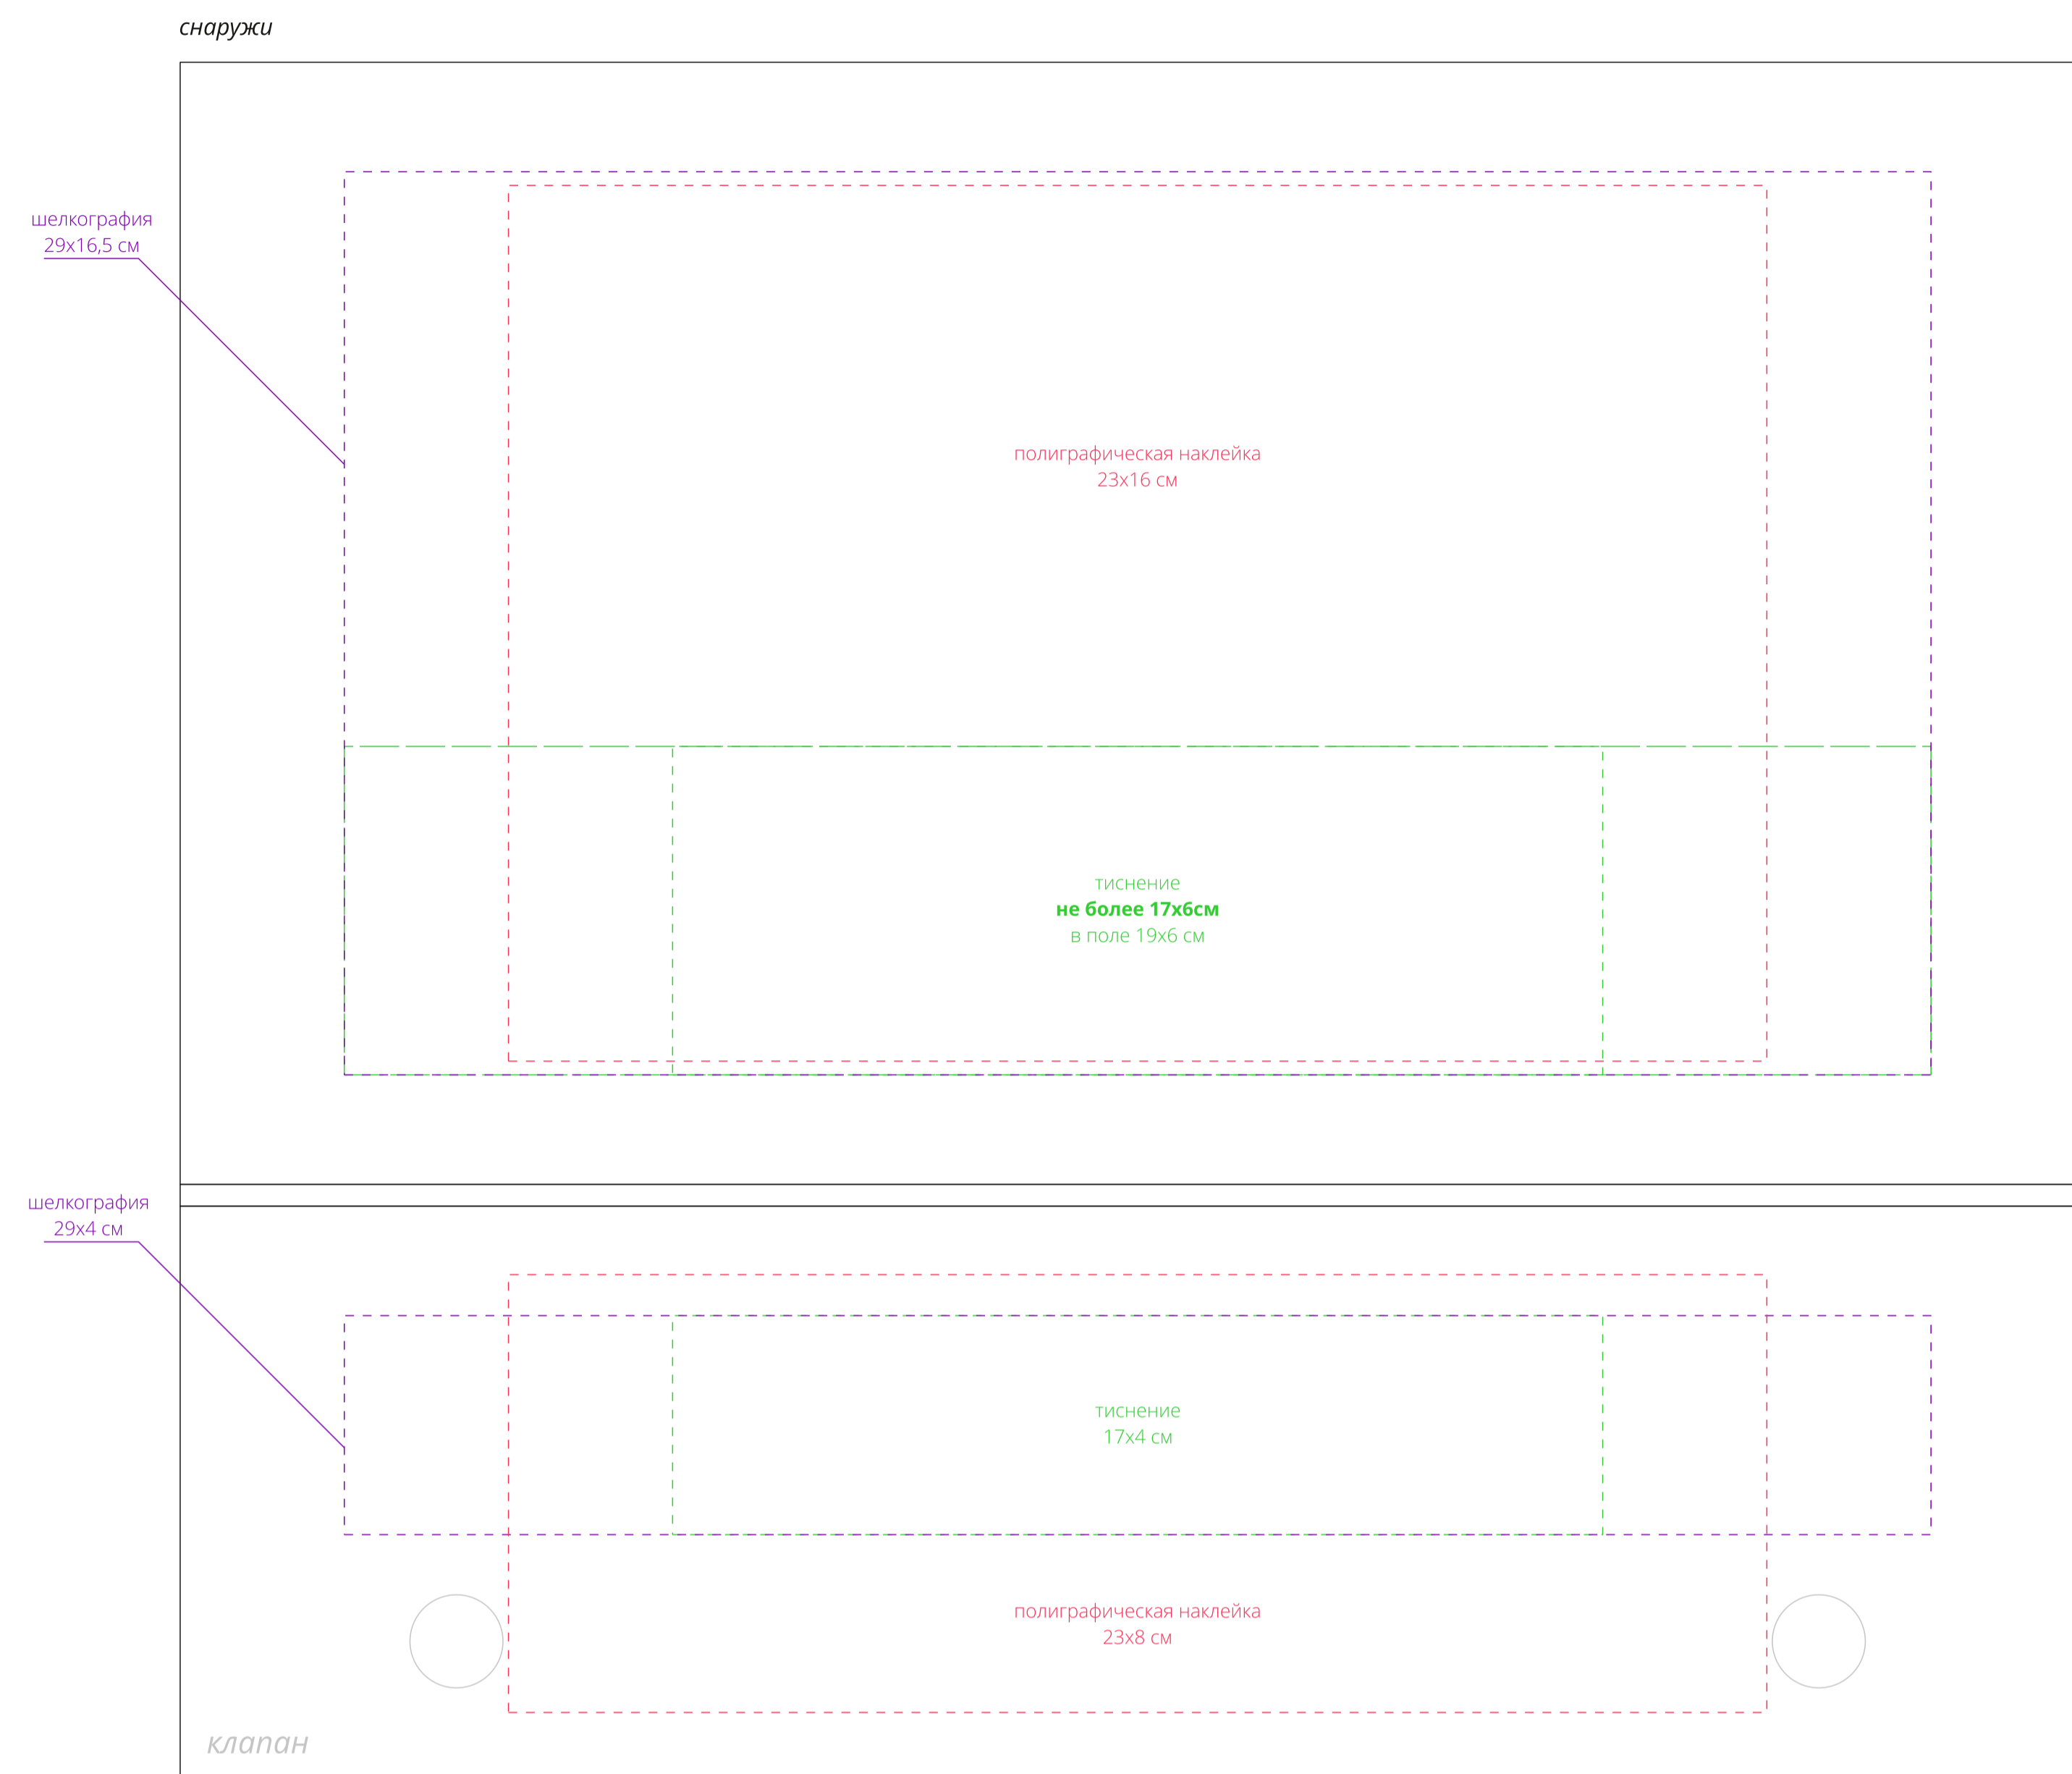 снаружи
шелкография
29х16,5 см
полиграфическая наклейка
23х16 см
тиснение
не более 17х6см
в поле 19х6 см
шелкография
29х4 см
тиснение
17х4 см
полиграфическая наклейка
23х8 см
клапан